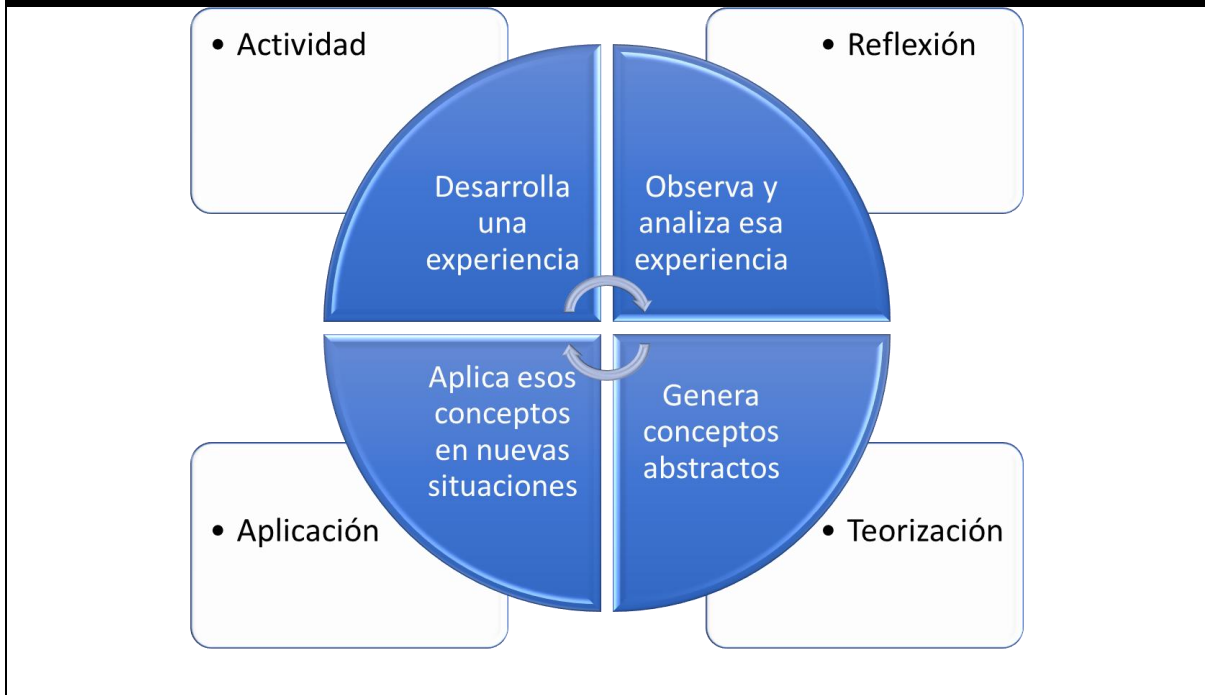 • Actividad
Desarrolla
una
experiencia
• Reflexión
Observa y
analiza esa
experiencia
• Teorización
Genera
conceptos
abstractos
• Aplicación
Aplica esos
conceptos
en nuevas
situaciones